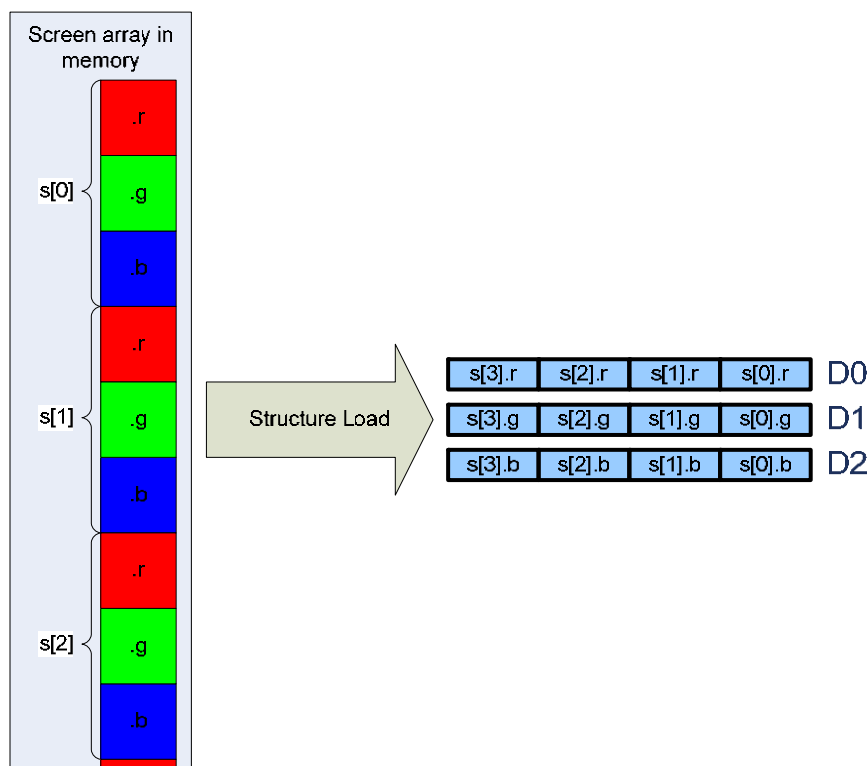 Screen array in
memory
s[0]
.r
.g
.b
s[1]
.r
.g
.b
s[2]
.r
.g
.b
Structure Load
s[3].r s[2].r s[1].r s[0].r D0
s[3].g s[2].g s[1].g s[0].g D1
s[3].b s[2].b s[1].b s[0].b D2